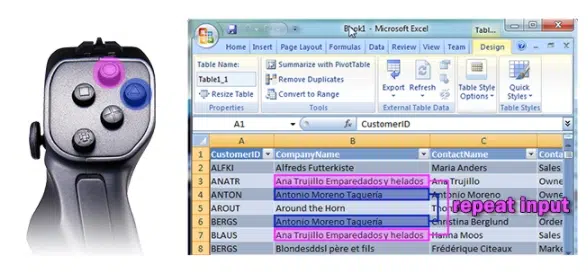 Book1 - Microsoft Excel
Tabl...
Home Insert Page Layout Formulas Data Review View Team Design
Table Name:
Table1_1
Resize Table
Properties
Summarize with PivotTable
Remove Duplicates
Convert to Range
Tools
Export
Refresh
External Table Data
Table Style
Options
Quick
Styles
Table Styles
A1 fx CustomerID
A B C
1 CustomerID CompanyName ContactName Conta
2 ALFKI Alfreds Futterkiste Maria Anders Sales
3 ANATR Ana Trujillo Emparedados y helados Ana Trujillo Owne
4 ANTON Antonio Moreno Taquería Antonio Moreno Owne
5 AROUT Around the Horn Tho
repeat input
6 BERGS Antonio Moreno Taquería Christina Berglund Order
7 BLAUS Ana Trujillo Emparedados y helados Hanna Moos Sales
8 BERGS Blondesddsl père et fils Frédérique Citeaux Market